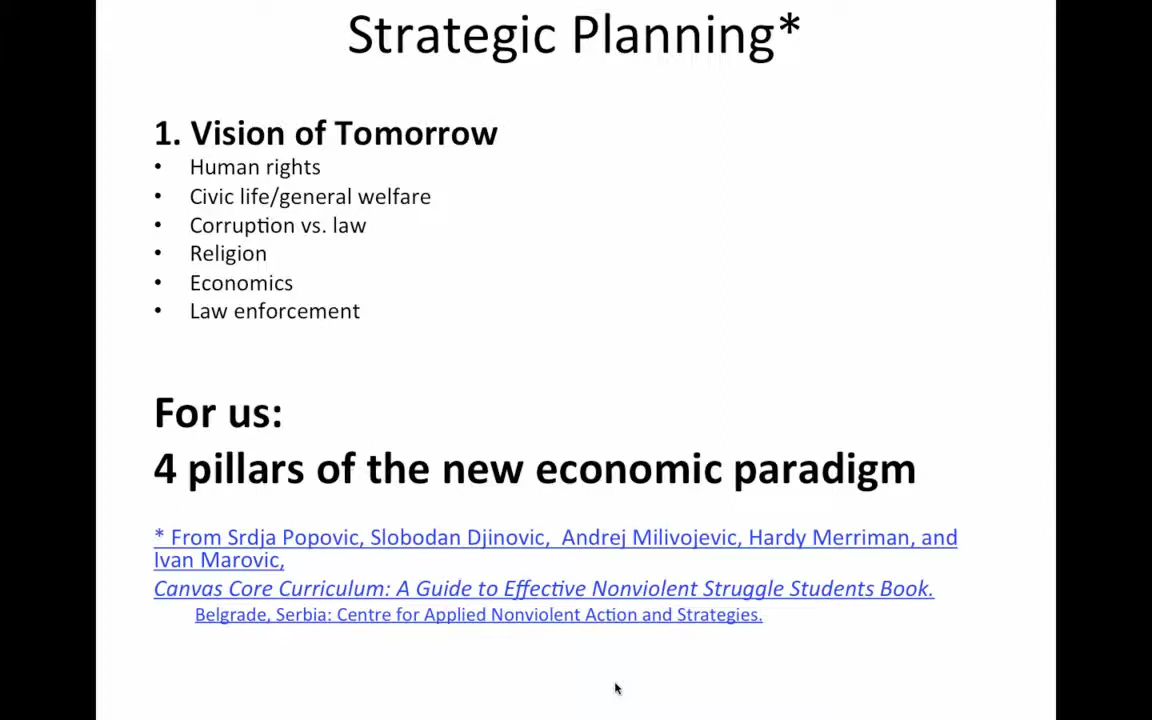 Strategic Planning*
1. Vision of Tomorrow
• Human rights
• Civic life/general welfare
• Corruption vs. law
• Religion
• Economics
• Law enforcement
For us:
4 pillars of the new economic paradigm
* From Srdja Popovic, Slobodan Djinovic,  Andrej Milivojevic, Hardy Merriman, and
Ivan Marovic,
Canvas Core Curriculum: A Guide to Effective Nonviolent Struggle Students Book.
Belgrade, Serbia: Centre for Applied Nonviolent Action and Strategies.